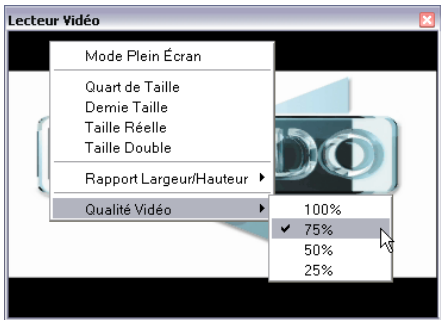 Lecteur Vidéo
Mode Plein Écran
Quart de Taille
Demie Taille
Taille Réelle
Taille Double
Rapport Largeur/Hauteur
Qualité Vidéo
100%
75%
50%
25%